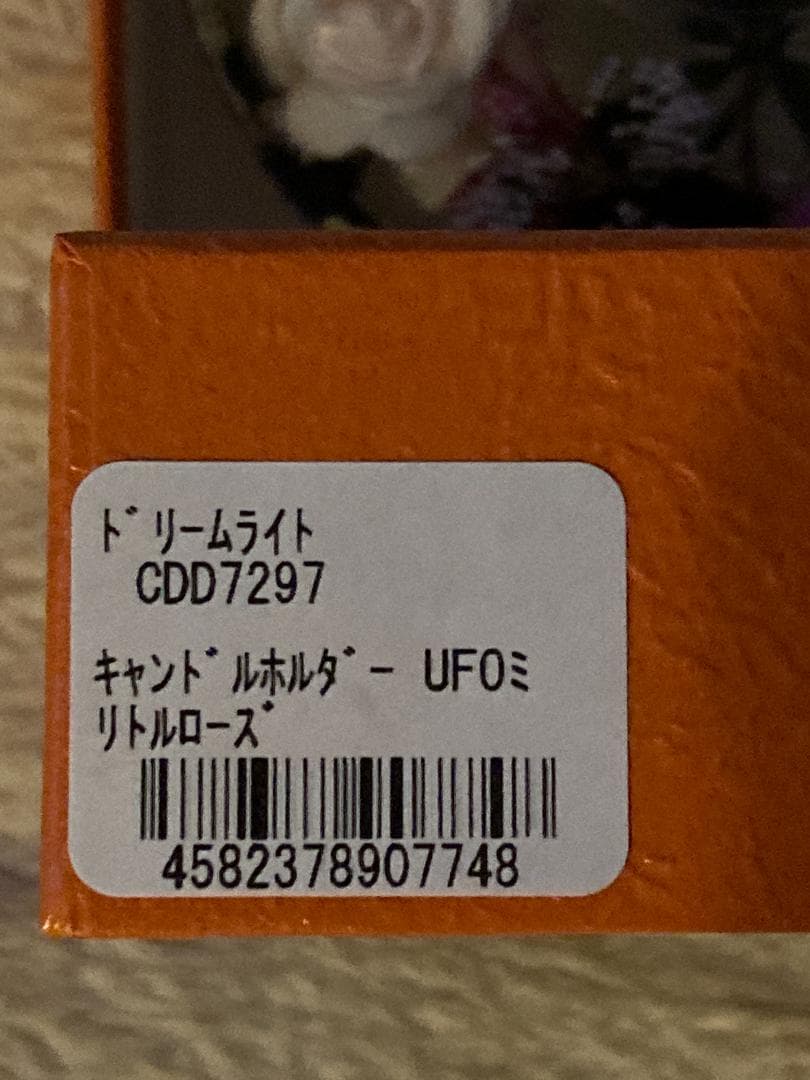 ﾄﾞﾘｰﾑﾗｲﾄ
CDD7297
ｷｬﾝﾄﾞﾙﾎﾙﾀﾞｰ UFOﾐ
ﾘﾄﾙﾛｰｽﾞ
4582378907748